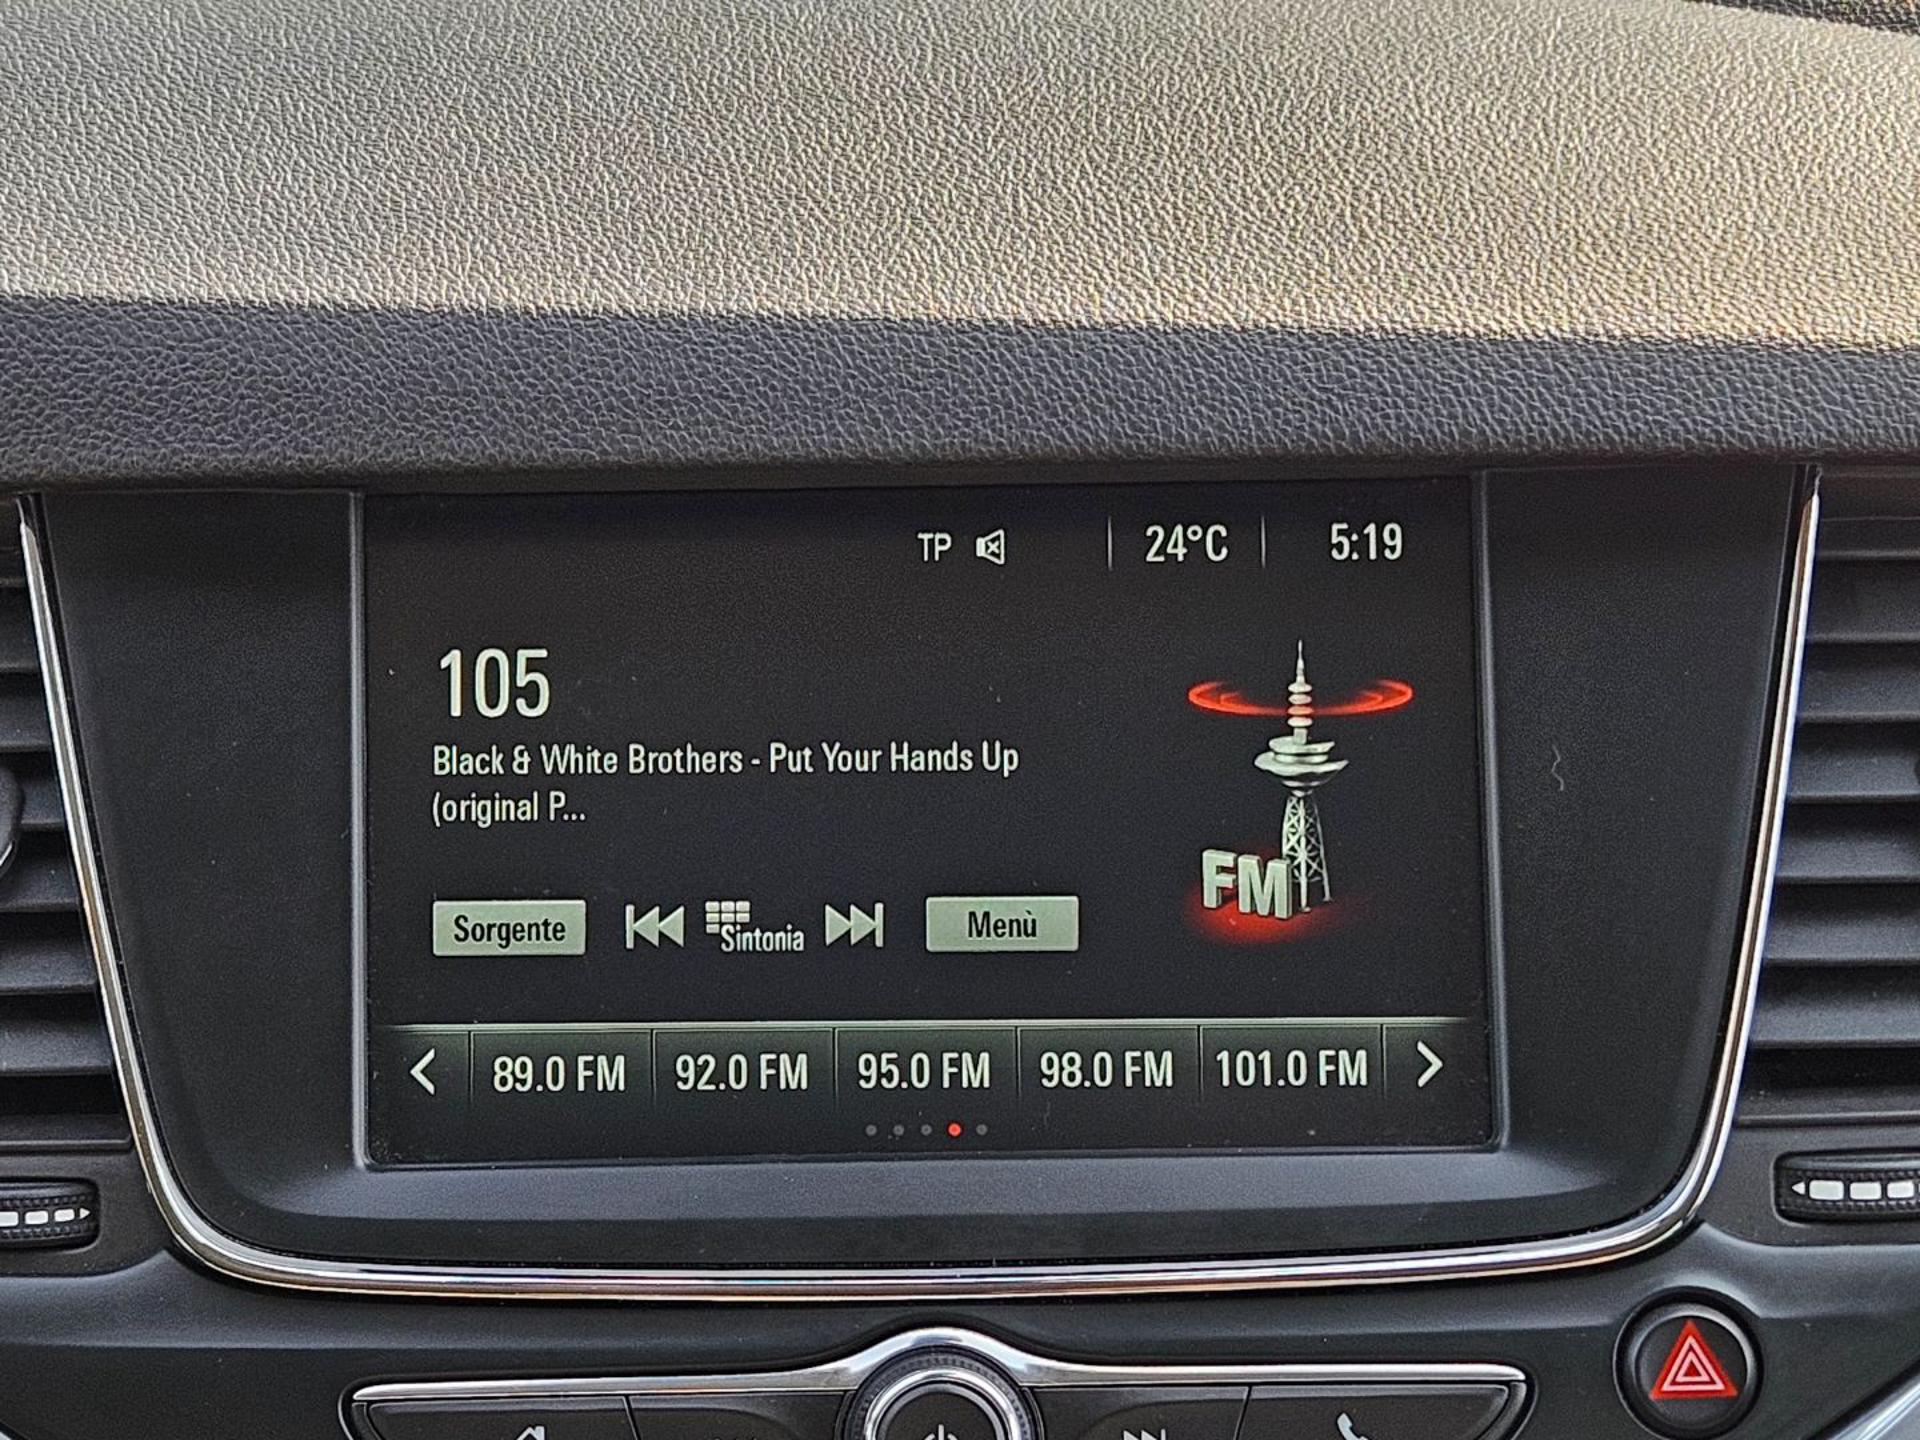 TP 24°C 5:19
105
Black & White Brothers - Put Your Hands Up
(original P...
FM
Sorgente Sintonia Menù
89.0 FM 92.0 FM 95.0 FM 98.0 FM 101.0 FM